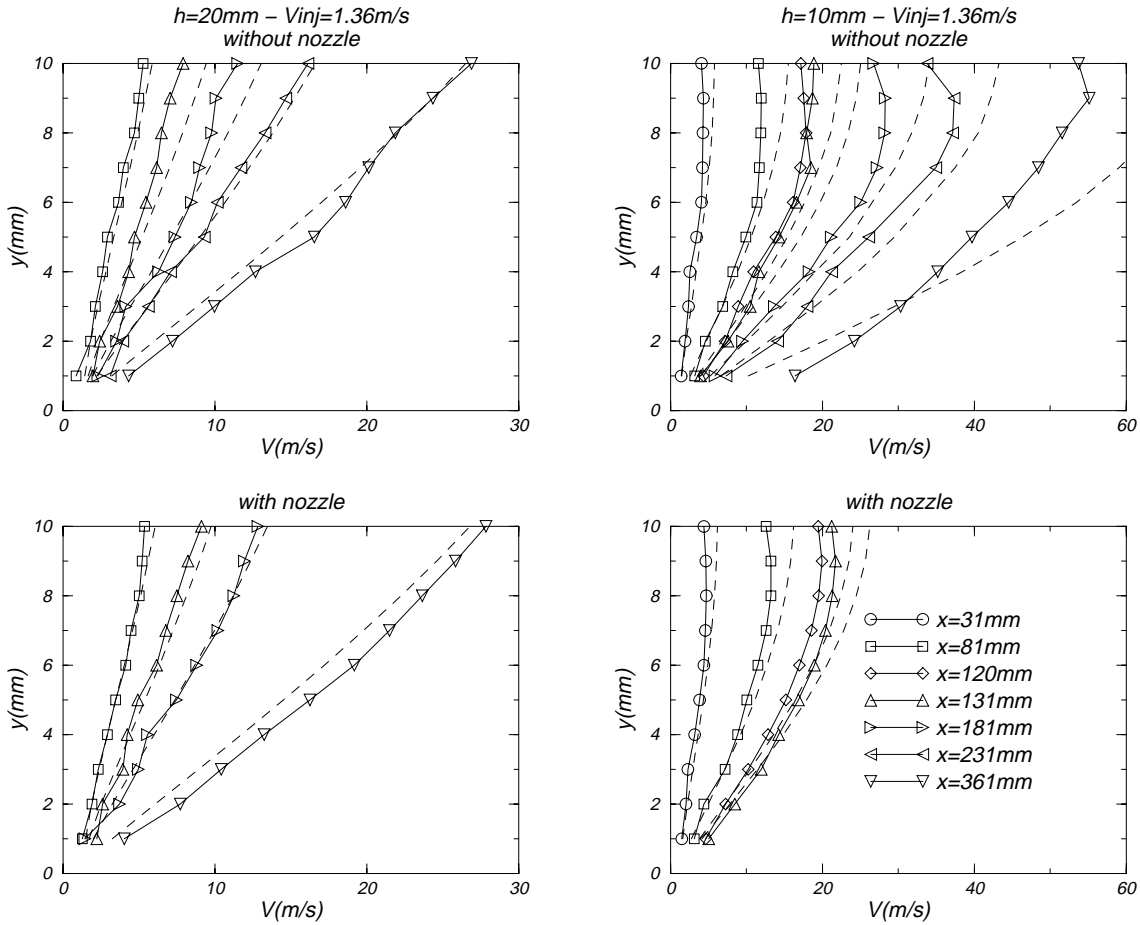 h=20mm – Vinj=1.36m/s
without nozzle
10
8
6
4
2
0
y(mm)
0 10 20 30
V(m/s)
h=10mm – Vinj=1.36m/s
without nozzle
10
8
6
4
2
0
y(mm)
0 20 40 60
V(m/s)
with nozzle
10
8
6
4
2
0
y(mm)
0 10 20 30
V(m/s)
with nozzle
10
8
6
4
2
0
y(mm)
0 20 40 60
V(m/s)
x=31mm
x=81mm
x=120mm
x=131mm
x=181mm
x=231mm
x=361mm